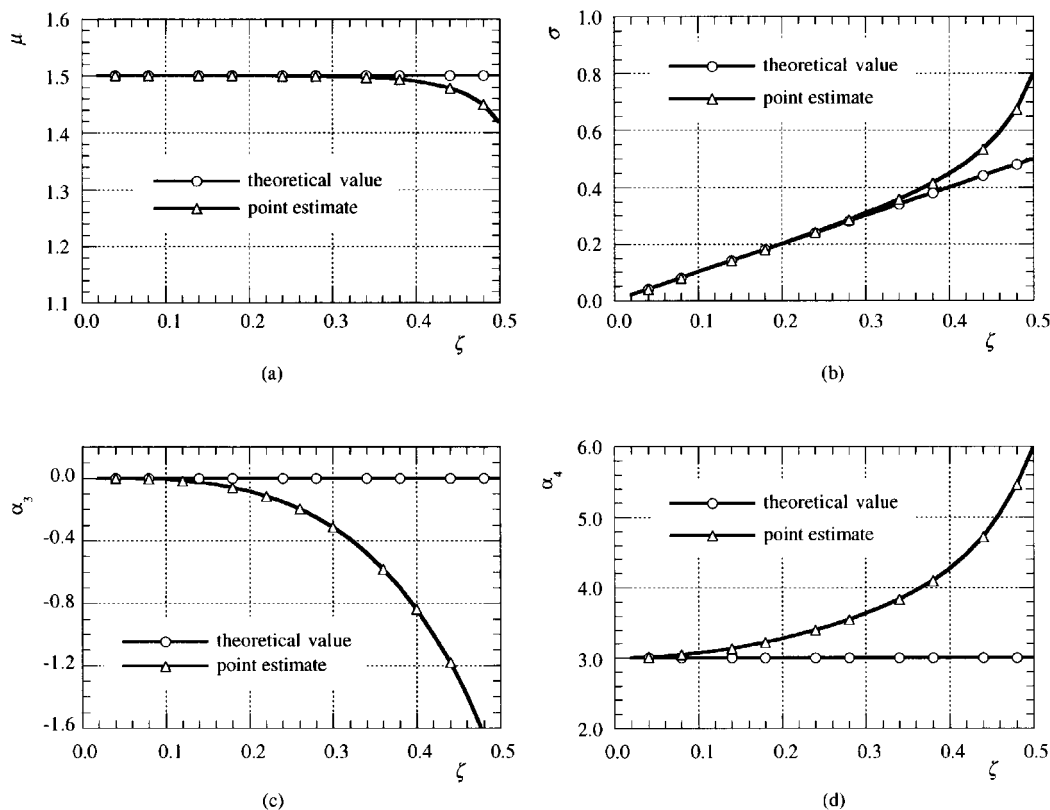 μ
1.6
1.5
1.4
1.3
1.2
1.1
theoretical value
point estimate
0.0 0.1 0.2 0.3 0.4 0.5
ζ
(a)
σ
1.0
0.8
0.6
0.4
0.2
0.0
theoretical value
point estimate
0.0 0.1 0.2 0.3 0.4 0.5
ζ
(b)
α3
0.0
-0.4
-0.8
-1.2
-1.6
theoretical value
point estimate
0.0 0.1 0.2 0.3 0.4 0.5
ζ
(c)
α4
6.0
5.0
4.0
3.0
2.0
theoretical value
point estimate
0.0 0.1 0.2 0.3 0.4 0.5
ζ
(d)